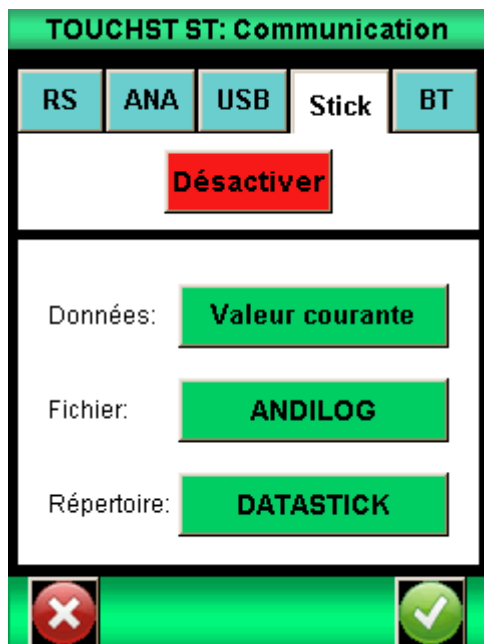 TOUCHST ST: Communication
RS ANA USB Stick BT
Désactiver
Données: Valeur courante
Fichier: ANDILOG
Répertoire: DATASTICK